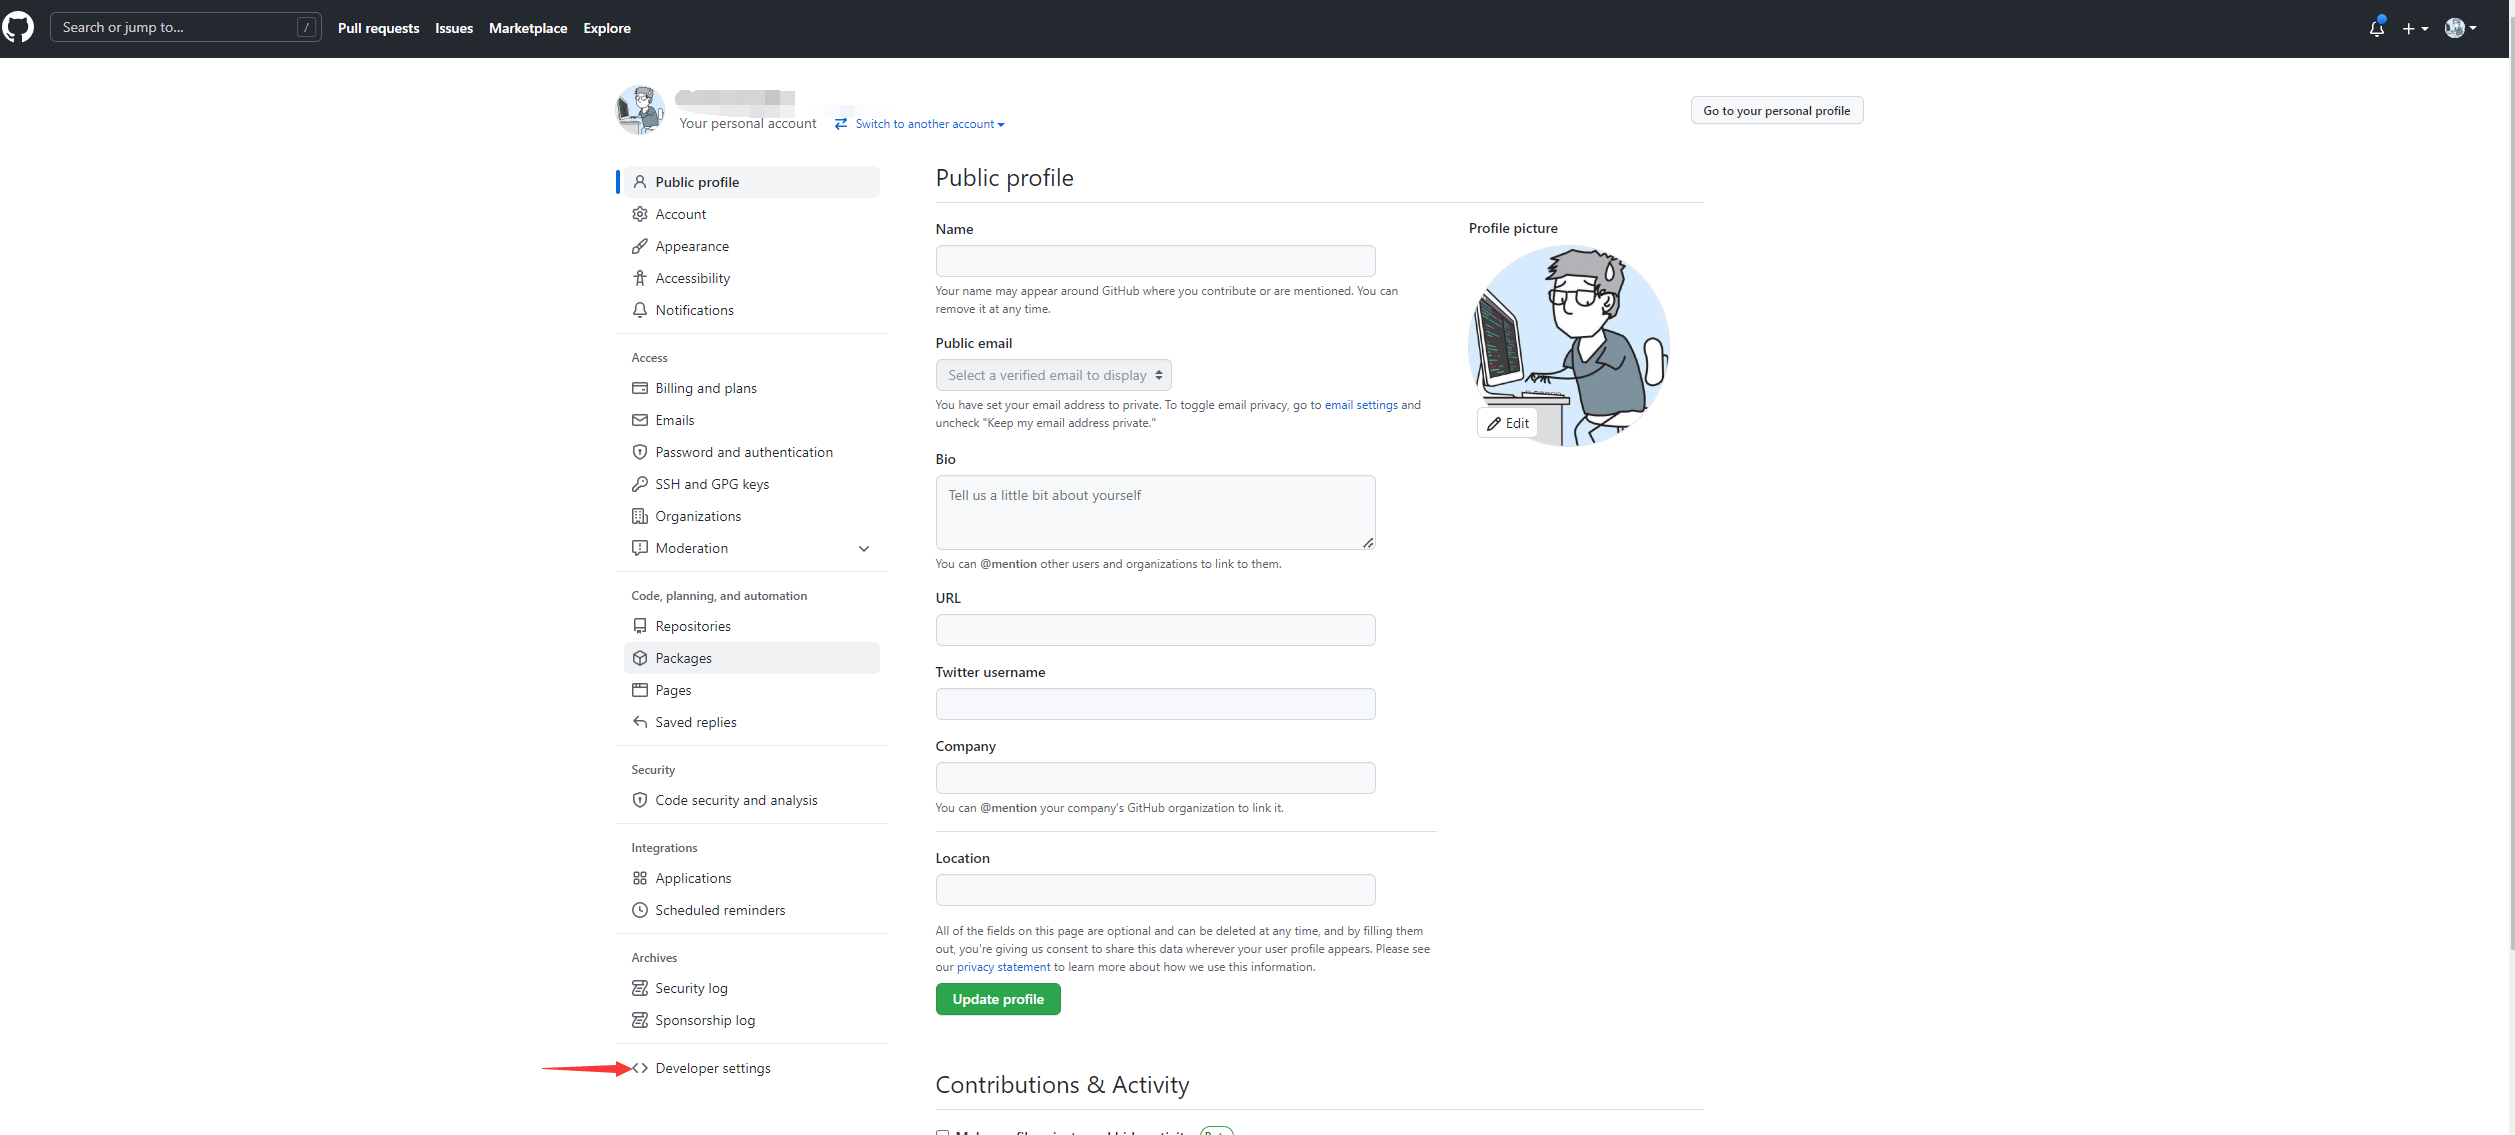 Search or jump to... /
Pull requests Issues Marketplace Explore
Your personal account Switch to another account
Go to your personal profile
Public profile
Account
Appearance
Accessibility
Notifications
Access
Billing and plans
Emails
Password and authentication
SSH and GPG keys
Organizations
Moderation
Code, planning, and automation
Repositories
Packages
Pages
Saved replies
Security
Code security and analysis
Integrations
Applications
Scheduled reminders
Archives
Security log
Sponsorship log
Developer settings
Public profile
Name
Your name may appear around GitHub where you contribute or are mentioned. You can
remove it at any time.
Public email
Select a verified email to display
You have set your email address to private. To toggle email privacy, go to email settings and
uncheck "Keep my email address private."
Bio
Tell us a little bit about yourself
You can @mention other users and organizations to link to them.
URL
Twitter username
Company
You can @mention your company's GitHub organization to link it.
Location
All of the fields on this page are optional and can be deleted at any time, and by filling them
out, you're giving us consent to share this data wherever your user profile appears. Please see
our privacy statement to learn more about how we use this information.
Update profile
Profile picture
Edit
Contributions & Activity